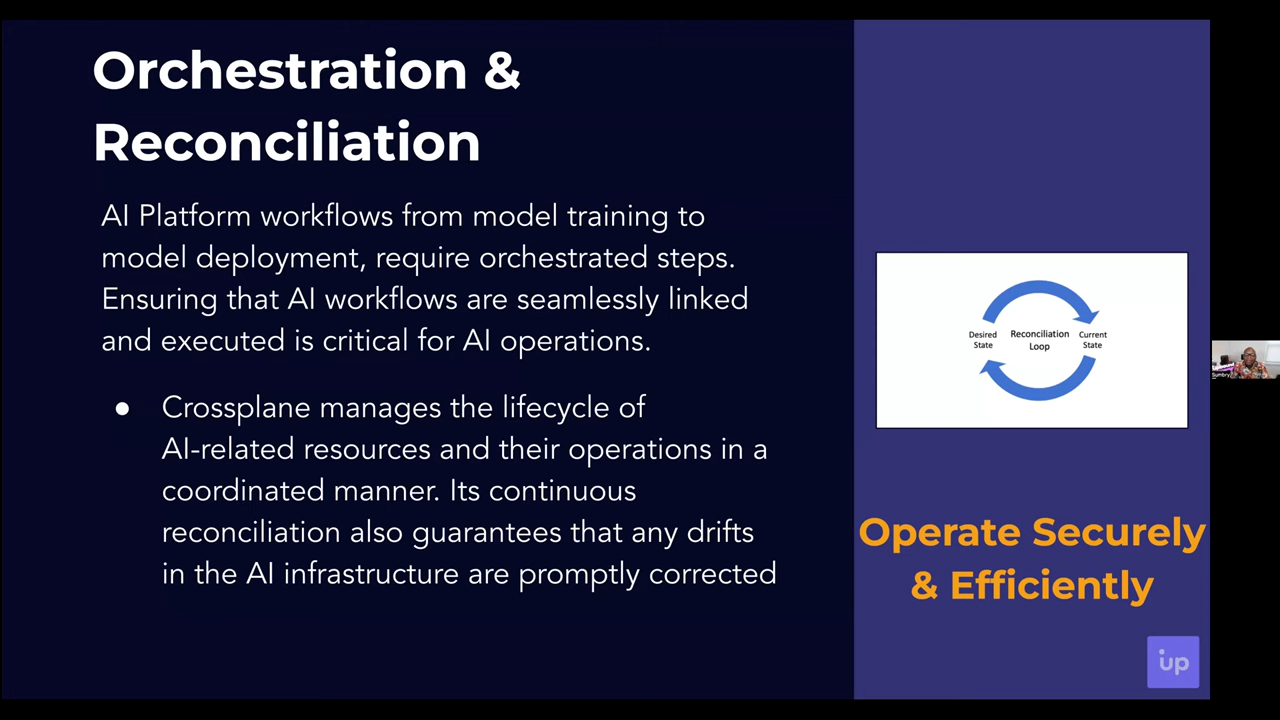 Orchestration &
Reconciliation
AI Platform workflows from model training to
model deployment, require orchestrated steps.
Ensuring that AI workflows are seamlessly linked
and executed is critical for AI operations.
● Crossplane manages the lifecycle of
AI-related resources and their operations in a
coordinated manner. Its continuous
reconciliation also guarantees that any drifts
in the AI infrastructure are promptly corrected
Desired
State
Reconciliation
Loop
Current
State
Operate Securely
& Efficiently
up
Sumbry